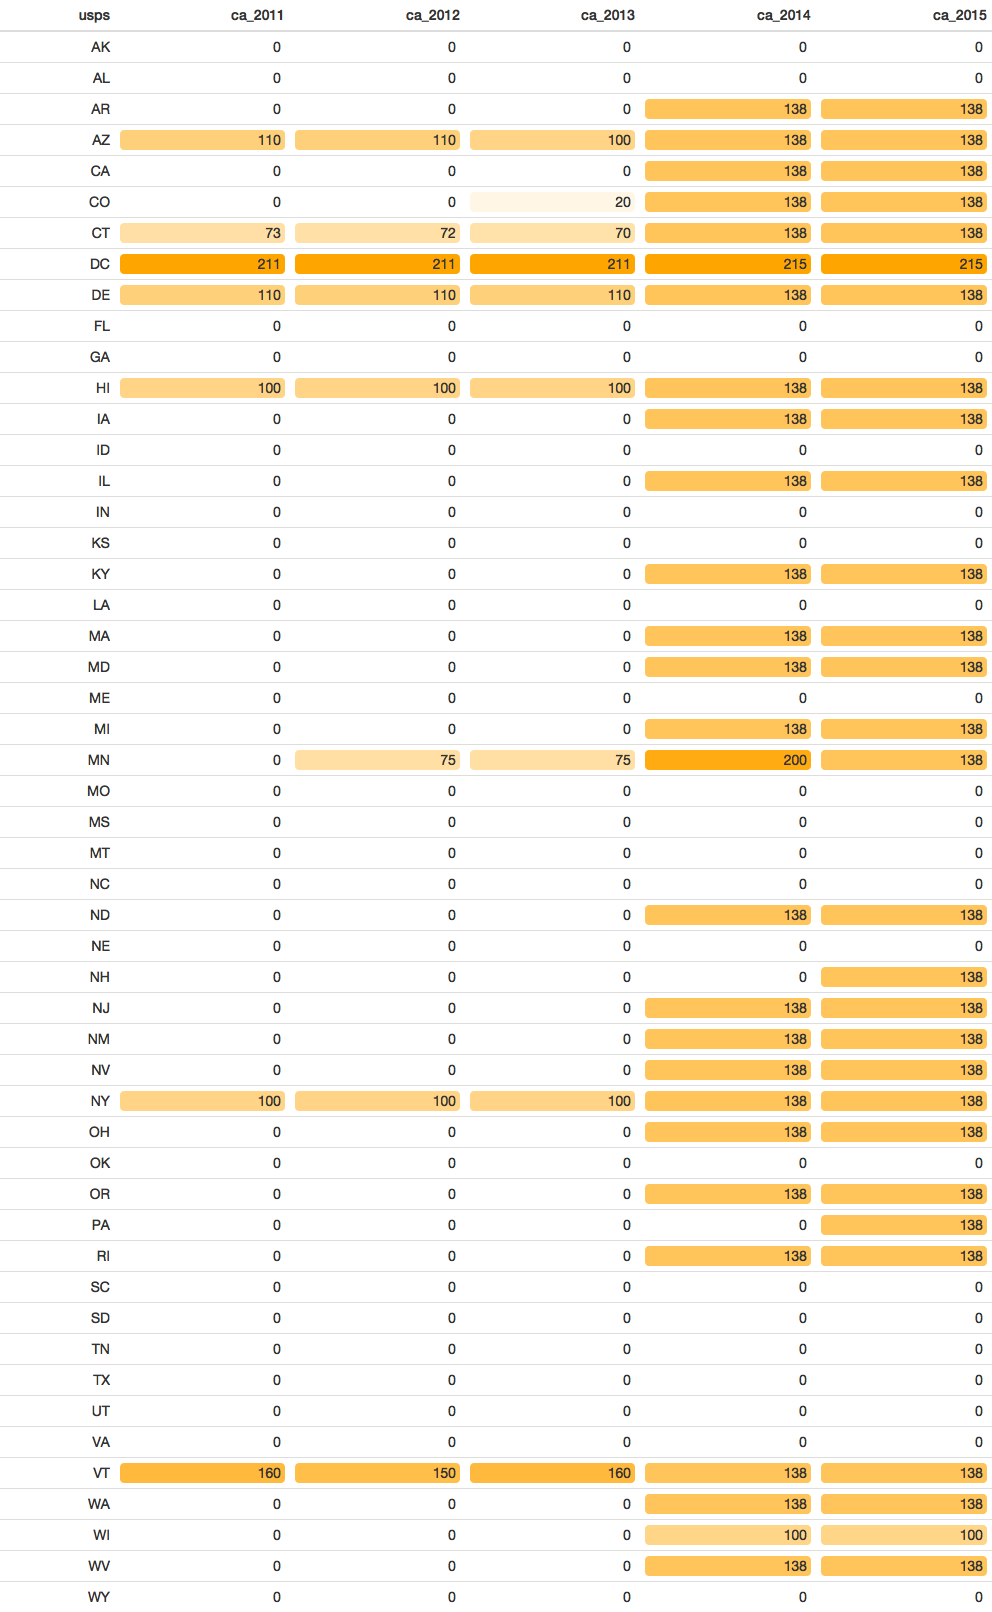 usps ca_2011 ca_2012 ca_2013 ca_2014 ca_2015
AK 0 0 0 0 0
AL 0 0 0 0 0
AR 0 0 0 138 138
AZ 110 110 100 138 138
CA 0 0 0 138 138
CO 0 0 20 138 138
CT 73 72 70 138 138
DC 211 211 211 215 215
DE 110 110 110 138 138
FL 0 0 0 0 0
GA 0 0 0 0 0
HI 100 100 100 138 138
IA 0 0 0 138 138
ID 0 0 0 0 0
IL 0 0 0 138 138
IN 0 0 0 0 0
KS 0 0 0 0 0
KY 0 0 0 138 138
LA 0 0 0 0 0
MA 0 0 0 138 138
MD 0 0 0 138 138
ME 0 0 0 0 0
MI 0 0 0 138 138
MN 0 75 75 200 138
MO 0 0 0 0 0
MS 0 0 0 0 0
MT 0 0 0 0 0
NC 0 0 0 0 0
ND 0 0 0 138 138
NE 0 0 0 0 0
NH 0 0 0 0 138
NJ 0 0 0 138 138
NM 0 0 0 138 138
NV 0 0 0 138 138
NY 100 100 100 138 138
OH 0 0 0 138 138
OK 0 0 0 0 0
OR 0 0 0 138 138
PA 0 0 0 0 138
RI 0 0 0 138 138
SC 0 0 0 0 0
SD 0 0 0 0 0
TN 0 0 0 0 0
TX 0 0 0 0 0
UT 0 0 0 0 0
VA 0 0 0 0 0
VT 160 150 160 138 138
WA 0 0 0 138 138
WI 0 0 0 100 100
WV 0 0 0 138 138
WY 0 0 0 0 0